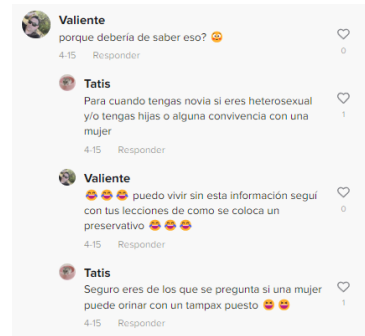 Valiente
porque debería de saber eso? 😳
0
4-15 Responder
Tatis
Para cuando tengas novia si eres heterosexual
y/o tengas hijas o alguna convivencia con una
mujer
1
4-15 Responder
Valiente
😂😂😂 puedo vivir sin esta información seguí
con tus lecciones de como se coloca un
preservativo 😂😂😂
0
4-15 Responder
Tatis
Seguro eres de los que se pregunta si una mujer
puede orinar con un tampax puesto 😝😝
1
4-15 Responder